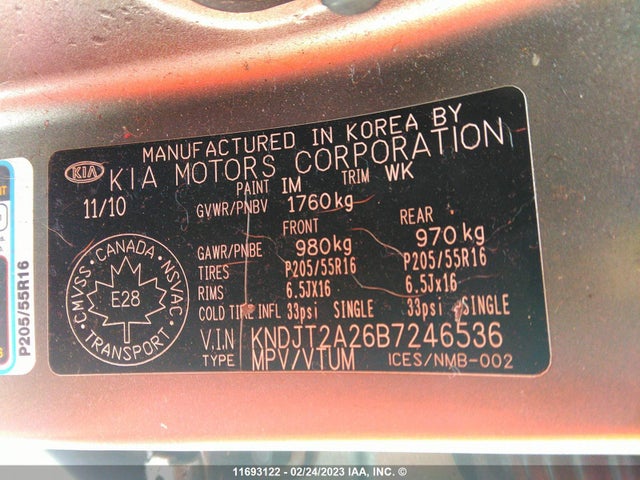 MANUFACTURED IN KOREA BY
KIA KIA MOTORS CORPORATION
PAINT IM TRIM WK
11/10 GVWR/PNBV 1760kg
FRONT REAR
GAWR/PNBE 980kg 970kg
TIRES P205/55R16 P205/55R16
RIMS 6.5JX16 6.5JX16
COLD TIRE INFL 33psi SINGLE 33psi SINGLE
V.I.N KNDJT2A26B7246536
TYPE MPV/VTUM ICES/NMB-002
CANADA
CMVSS NSVAC
E28
TRANSPORT
P205/55R16
11693122 - 02/24/2023 IAA, INC. ©